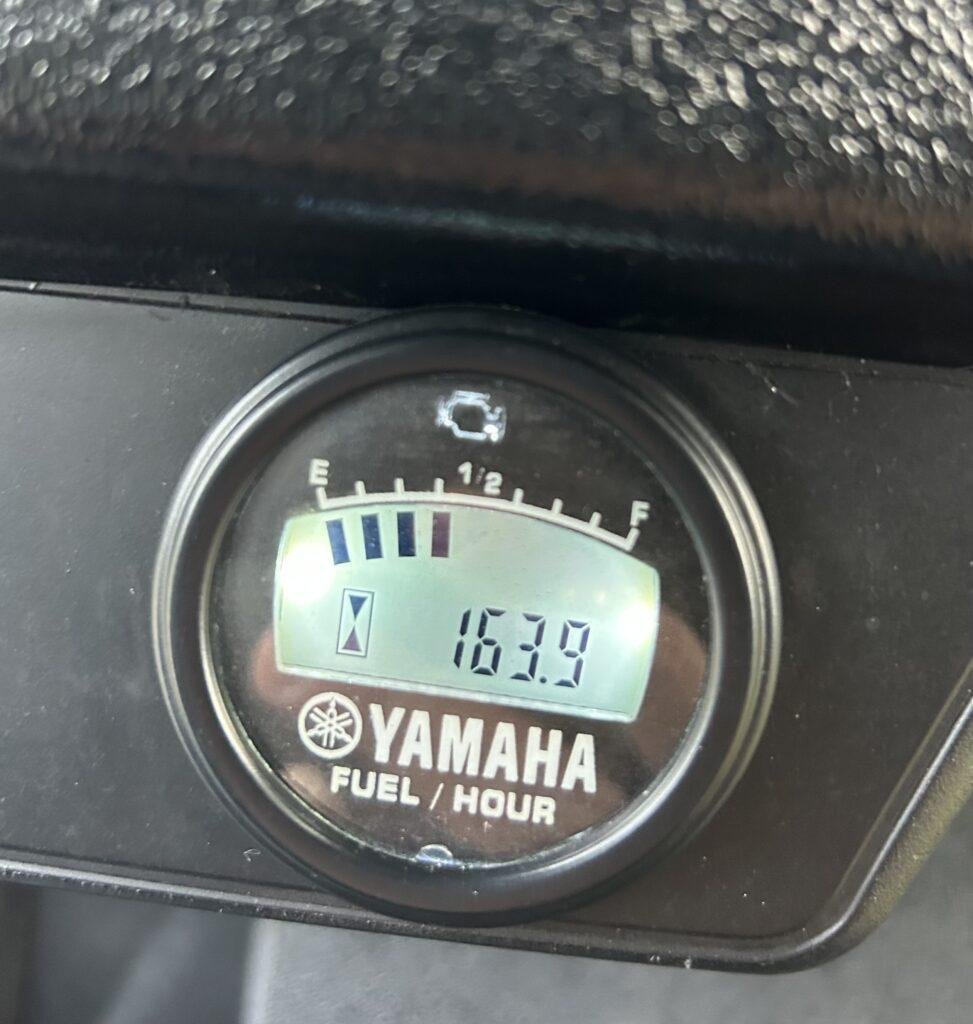 E 1/2 F
163.9
YAMAHA
FUEL / HOUR